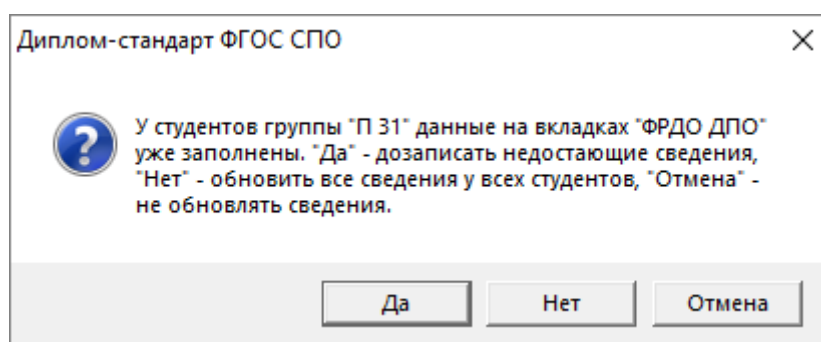 Диплом-стандарт ФГОС СПО
У студентов группы "П 31" данные на вкладках "ФРДО ДПО"
уже заполнены. "Да" - дозаписать недостающие сведения,
"Нет" - обновить все сведения у всех студентов, "Отмена" -
не обновлять сведения.
Да
Нет
Отмена